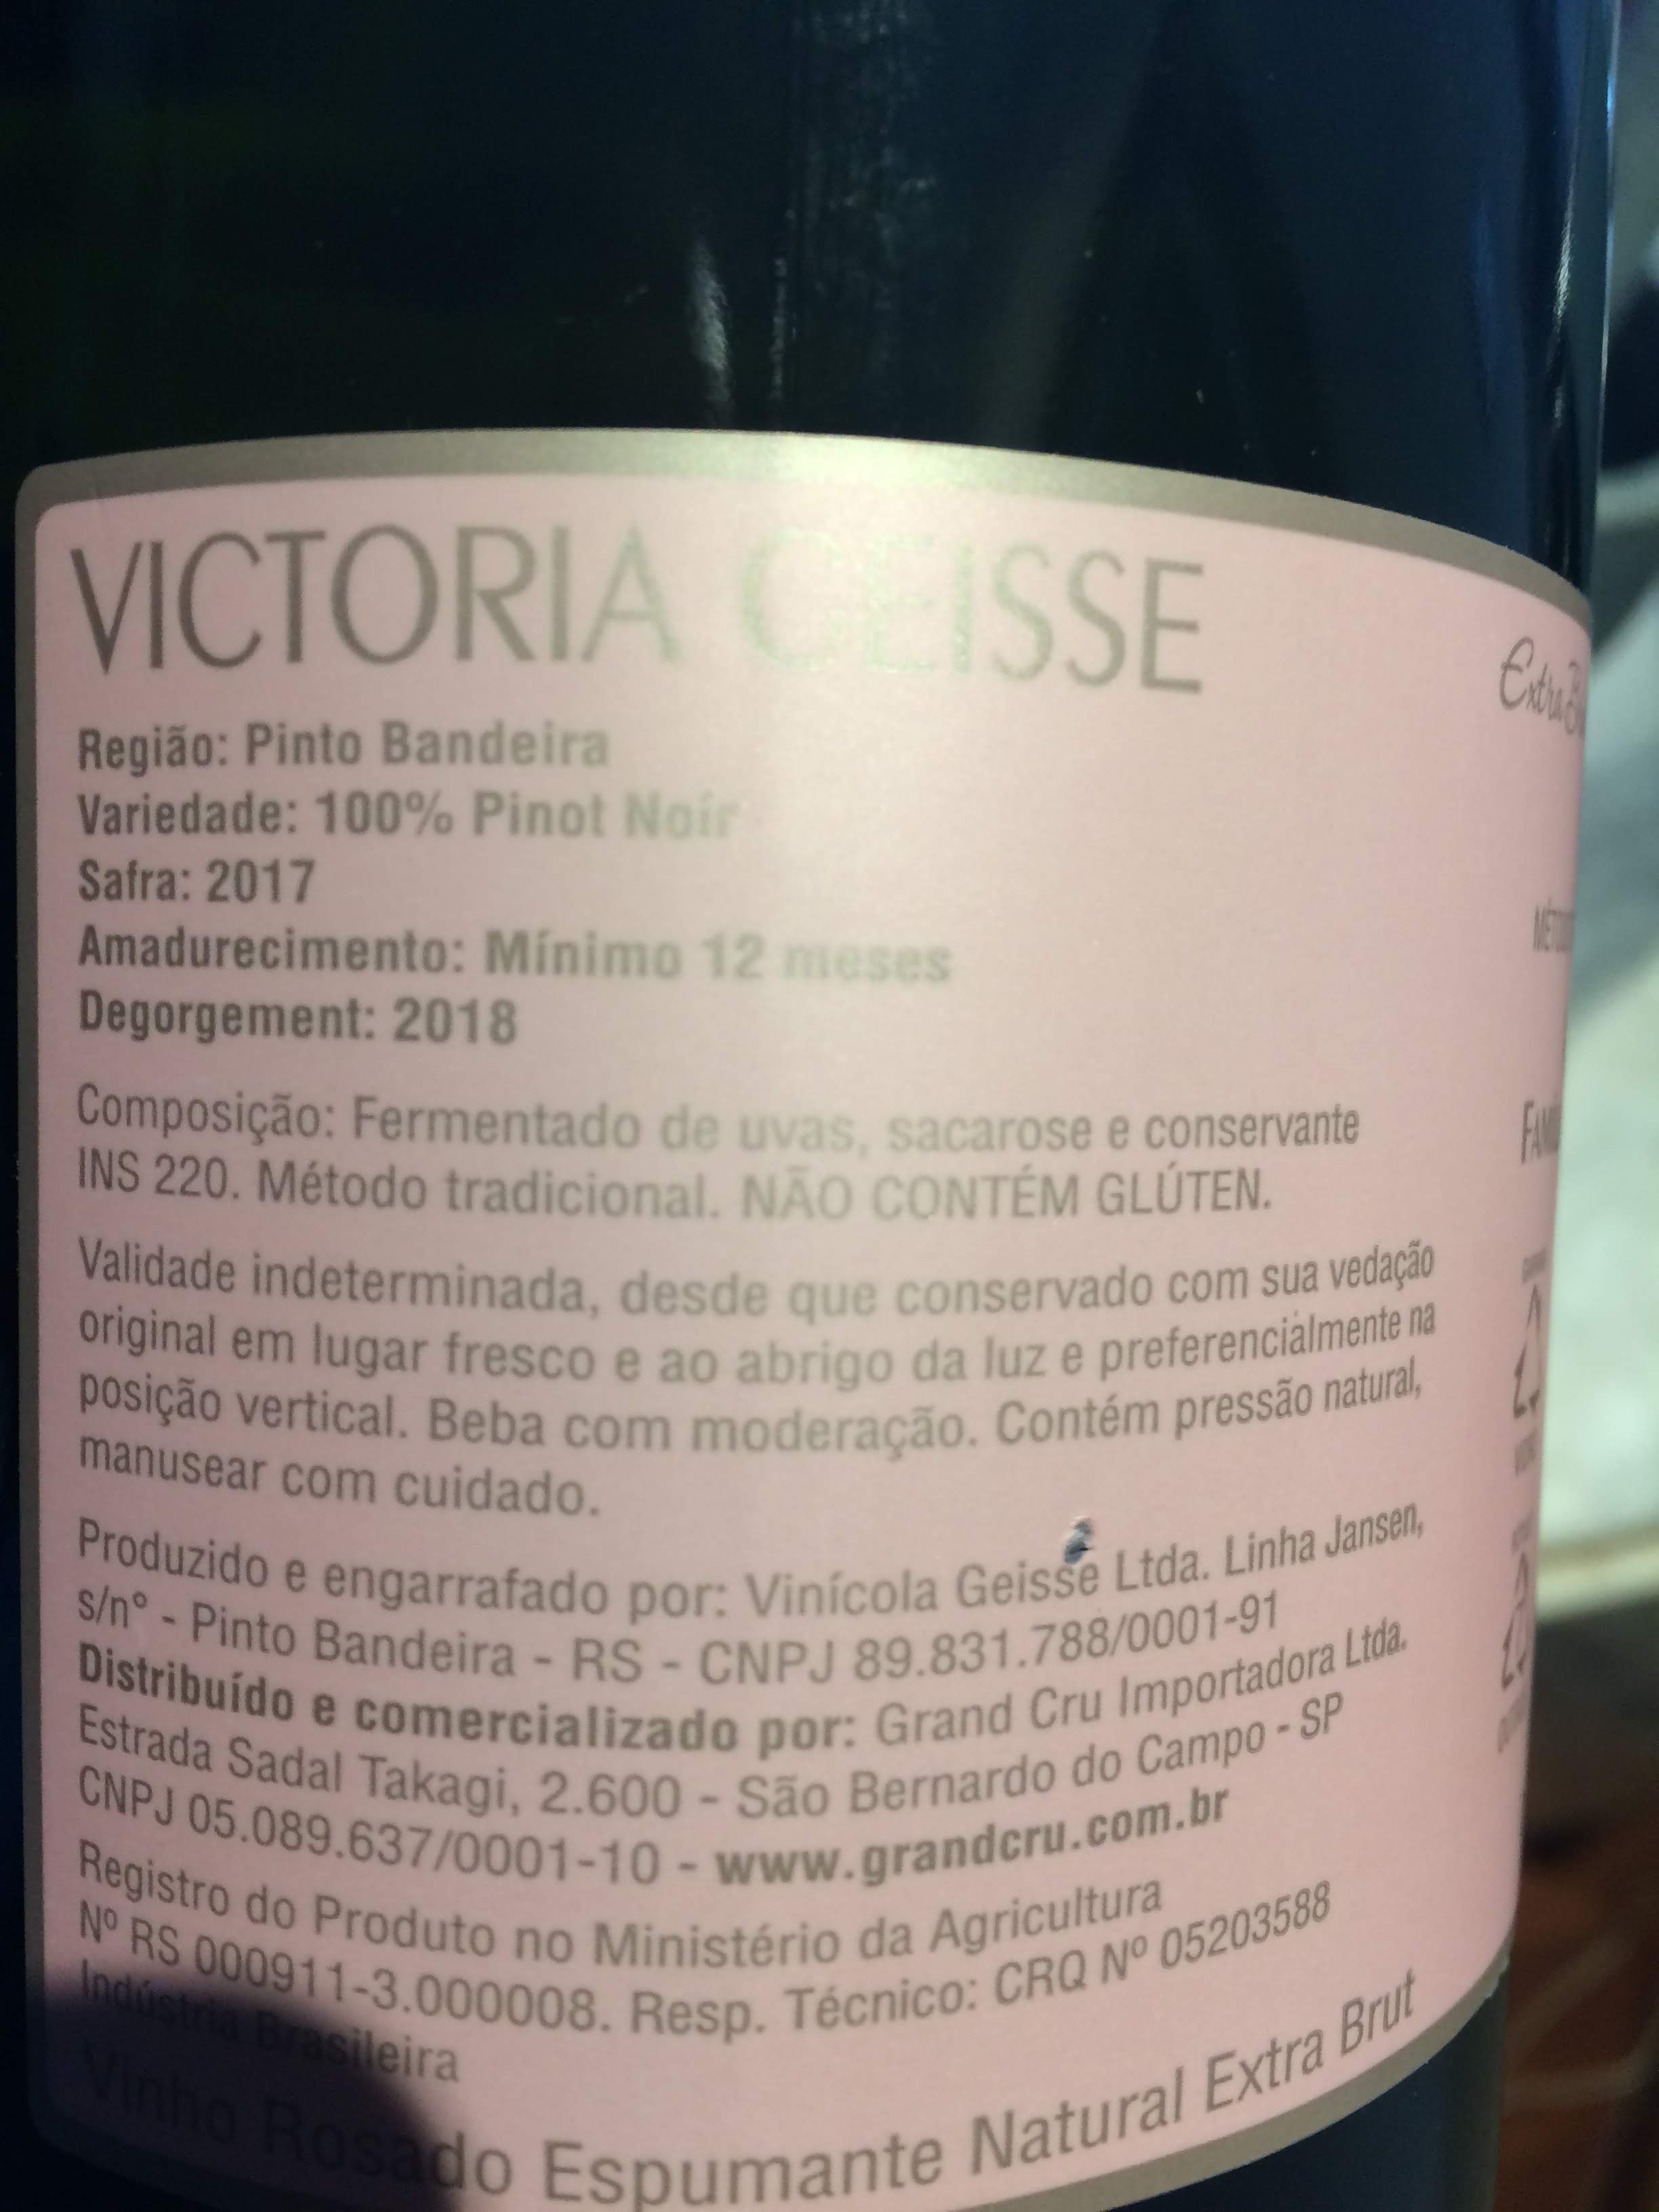 VICTORIA GEISSE
Região: Pinto Bandeira
Variedade: 100% Pinot Noir
Safra: 2017
Amadurecimento: Mínimo 12 meses
Degorgement: 2018
Composição: Fermentado de uvas, sacarose e conservante
INS 220. Método tradicional. NÃO CONTÉM GLÚTEN.
Validade indeterminada, desde que conservado com sua vedação
original em lugar fresco e ao abrigo da luz e preferencialmente na
posição vertical. Beba com moderação. Contém pressão natural,
manusear com cuidado.
Produzido e engarrafado por: Vinícola Geisse Ltda. Linha Jansen,
s/nº - Pinto Bandeira - RS - CNPJ 89.831.788/0001-91
Distribuído e comercializado por: Grand Cru Importadora Ltda.
Estrada Sadal Takagi, 2.600 - São Bernardo do Campo - SP
CNPJ 05.089.637/0001-10 - www.grandcru.com.br
Registro do Produto no Ministério da Agricultura
Nº RS 000911-3.000008. Resp. Técnico: CRQ Nº 05203588
Indústria Brasileira
Vinho Rosado Espumante Natural Extra Brut
Extra